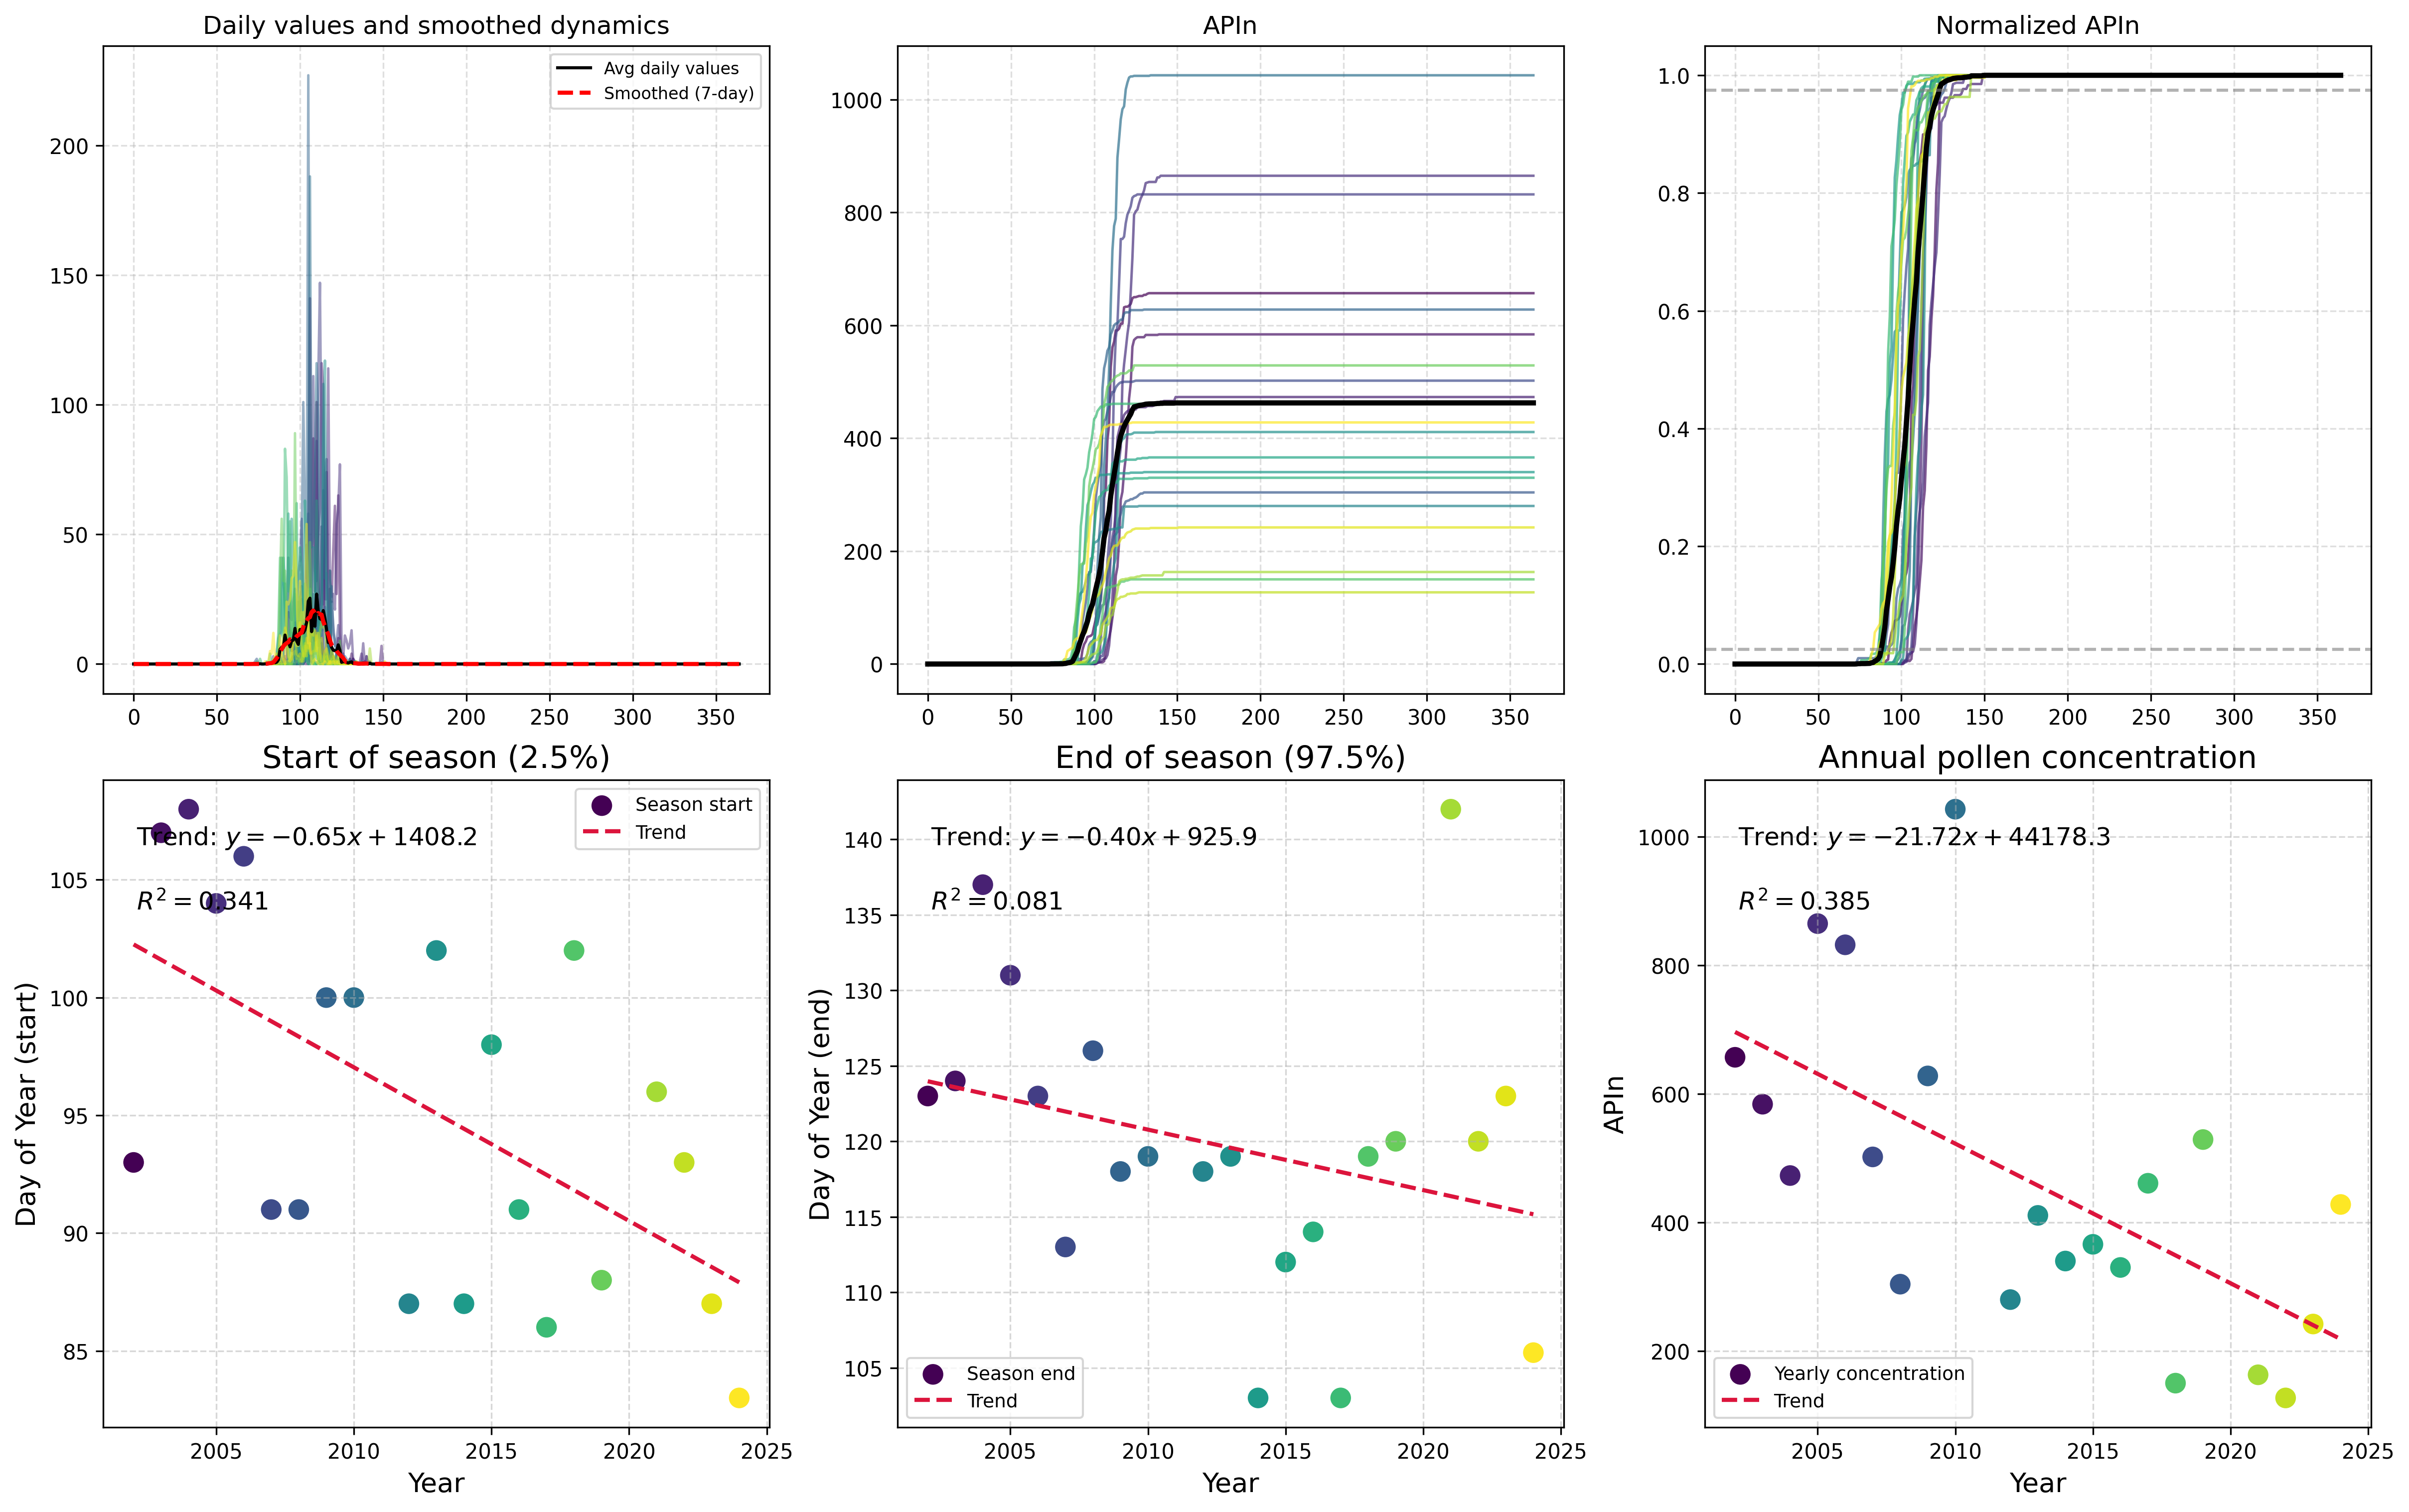 Daily values and smoothed dynamics
Avg daily values
Smoothed (7-day)
200
150
100
50
0
0 50 100 150 200 250 300 350
APIn
1000
800
600
400
200
0
0 50 100 150 200 250 300 350
Normalized APIn
1.0
0.8
0.6
0.4
0.2
0.0
0 50 100 150 200 250 300 350
Start of season (2.5%)
Season start
Trend
Trend: y = −0.65x + 1408.2
R² = 0.341
Day of Year (start)
105
100
95
90
85
2005 2010 2015 2020 2025
Year
End of season (97.5%)
Trend: y = −0.40x + 925.9
R² = 0.081
Day of Year (end)
140
135
130
125
120
115
110
105
Season end
Trend
2005 2010 2015 2020 2025
Year
Annual pollen concentration
Trend: y = −21.72x + 44178.3
R² = 0.385
APIn
1000
800
600
400
200
Yearly concentration
Trend
2005 2010 2015 2020 2025
Year